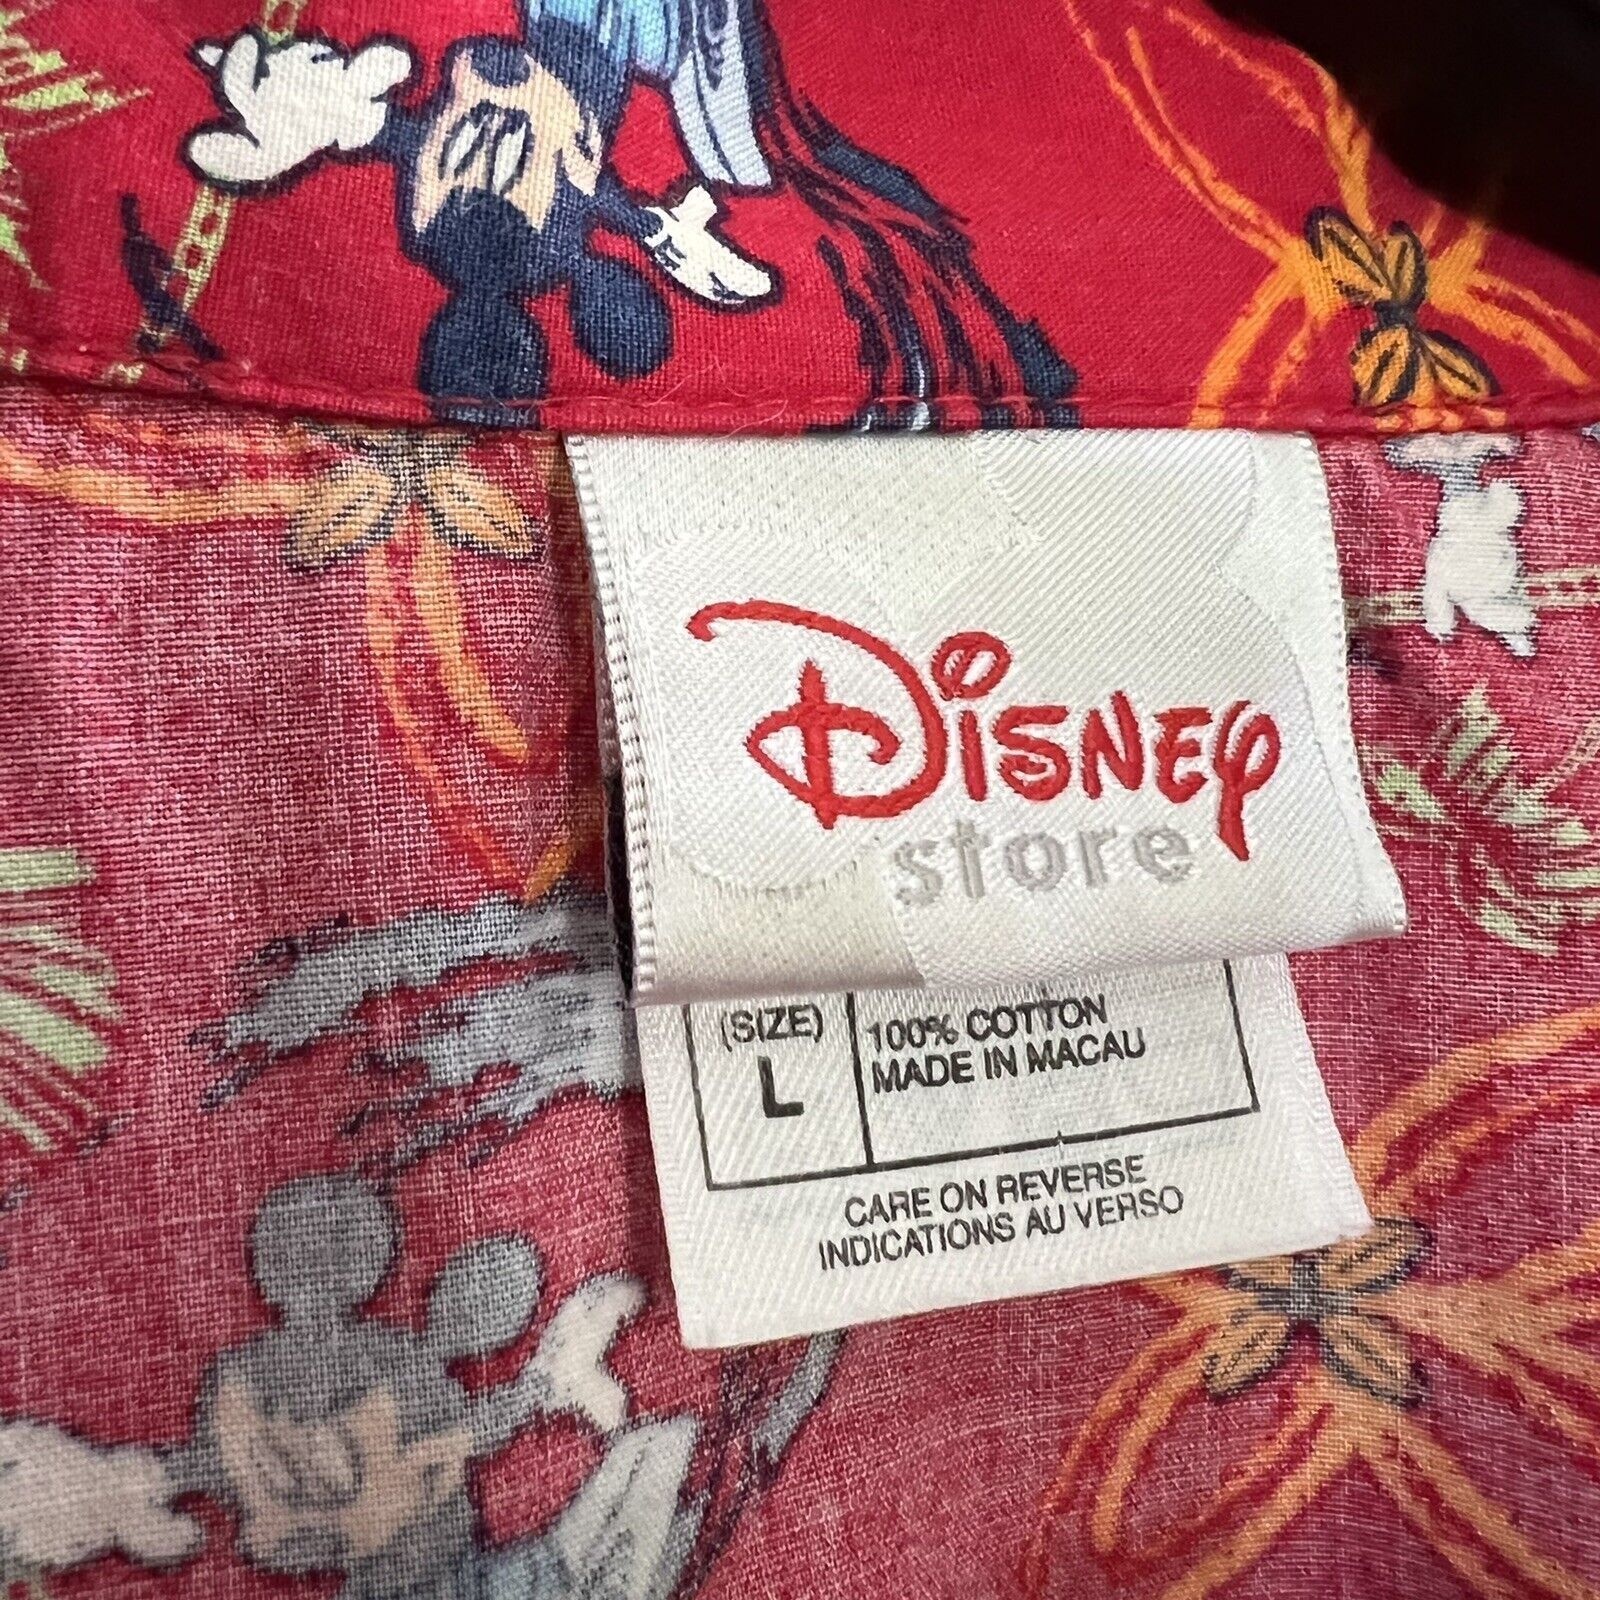 Disney
store
(SIZE)
L
100% COTTON
MADE IN MACAU
CARE ON REVERSE
INDICATIONS AU VERSO